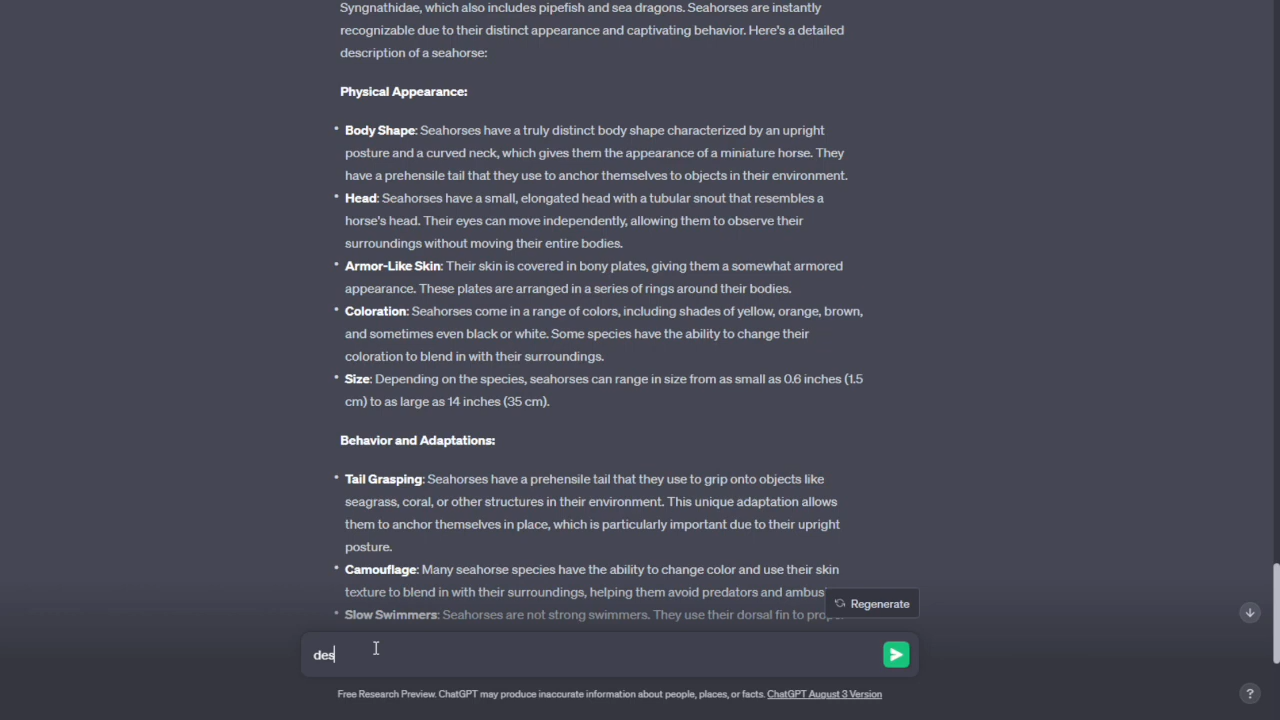 Syngnathidae, which also includes pipefish and sea dragons. Seahorses are instantly
recognizable due to their distinct appearance and captivating behavior. Here's a detailed
description of a seahorse:
Physical Appearance:
• Body Shape: Seahorses have a truly distinct body shape characterized by an upright
posture and a curved neck, which gives them the appearance of a miniature horse. They
have a prehensile tail that they use to anchor themselves to objects in their environment.
• Head: Seahorses have a small, elongated head with a tubular snout that resembles a
horse's head. Their eyes can move independently, allowing them to observe their
surroundings without moving their entire bodies.
• Armor-Like Skin: Their skin is covered in bony plates, giving them a somewhat armored
appearance. These plates are arranged in a series of rings around their bodies.
• Coloration: Seahorses come in a range of colors, including shades of yellow, orange, brown,
and sometimes even black or white. Some species have the ability to change their
coloration to blend in with their surroundings.
• Size: Depending on the species, seahorses can range in size from as small as 0.6 inches (1.5
cm) to as large as 14 inches (35 cm).
Behavior and Adaptations:
• Tail Grasping: Seahorses have a prehensile tail that they use to grip onto objects like
seagrass, coral, or other structures in their environment. This unique adaptation allows
them to anchor themselves in place, which is particularly important due to their upright
posture.
• Camouflage: Many seahorse species have the ability to change color and use their skin
texture to blend in with their surroundings, helping them avoid predators and ambus
Regenerate
• Slow Swimmers: Seahorses are not strong swimmers. They use their dorsal fin to
des
Free Research Preview. ChatGPT may produce inaccurate information about people, places, or facts. ChatGPT August 3 Version
?